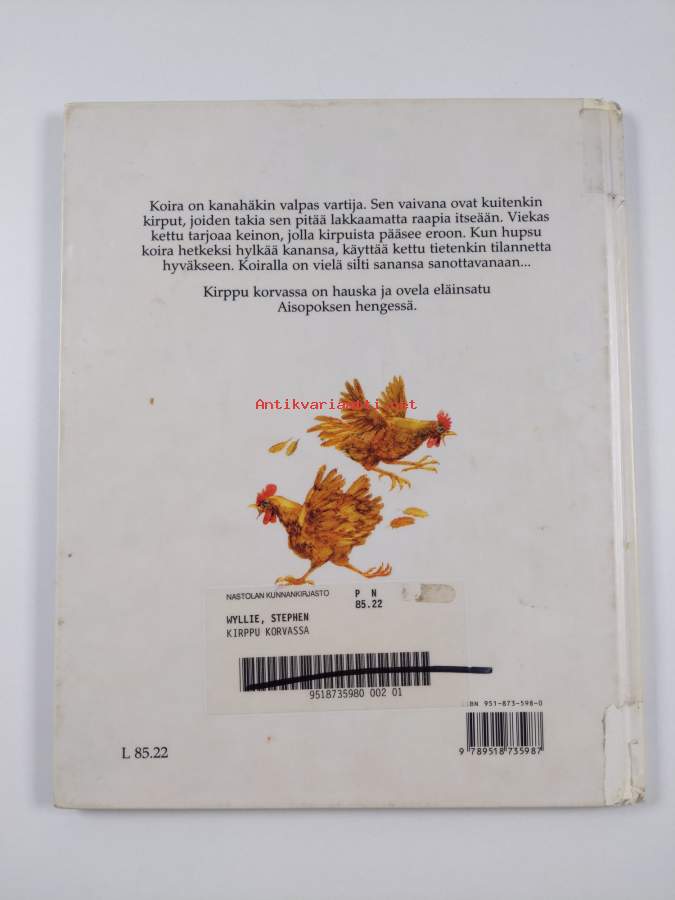 Koira on kanahäkin valpas vartija. Sen vaivana ovat kuitenkin
kirput, joiden takia sen pitää lakkaamatta raapia itseään. Viekas
kettu tarjoaa keinon, jolla kirpuista pääsee eroon. Kun hupsu
koira hetkeksi hylkää kanansa, käyttää kettu tietenkin tilannetta
hyväkseen. Koiralla on vielä silti sanansa sanottavanaan...
Kirppu korvassa on hauska ja ovela eläinsatu
Aisopoksen hengessä.
Antikvariaatti.net
NASTOLAN KUNNANKIRJASTO
P N
85.22
WYLLIE, STEPHEN
KIRPPU KORVASSA
9518735980 002 01
ISBN 951-873-598-0
9 789518 735987
L 85.22